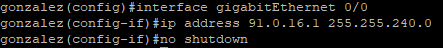 gonzalez(config)#interface gigabitEthernet 0/0
gonzalez(config-if)#ip address 91.0.16.1 255.255.240.0
gonzalez(config-if)#no shutdown